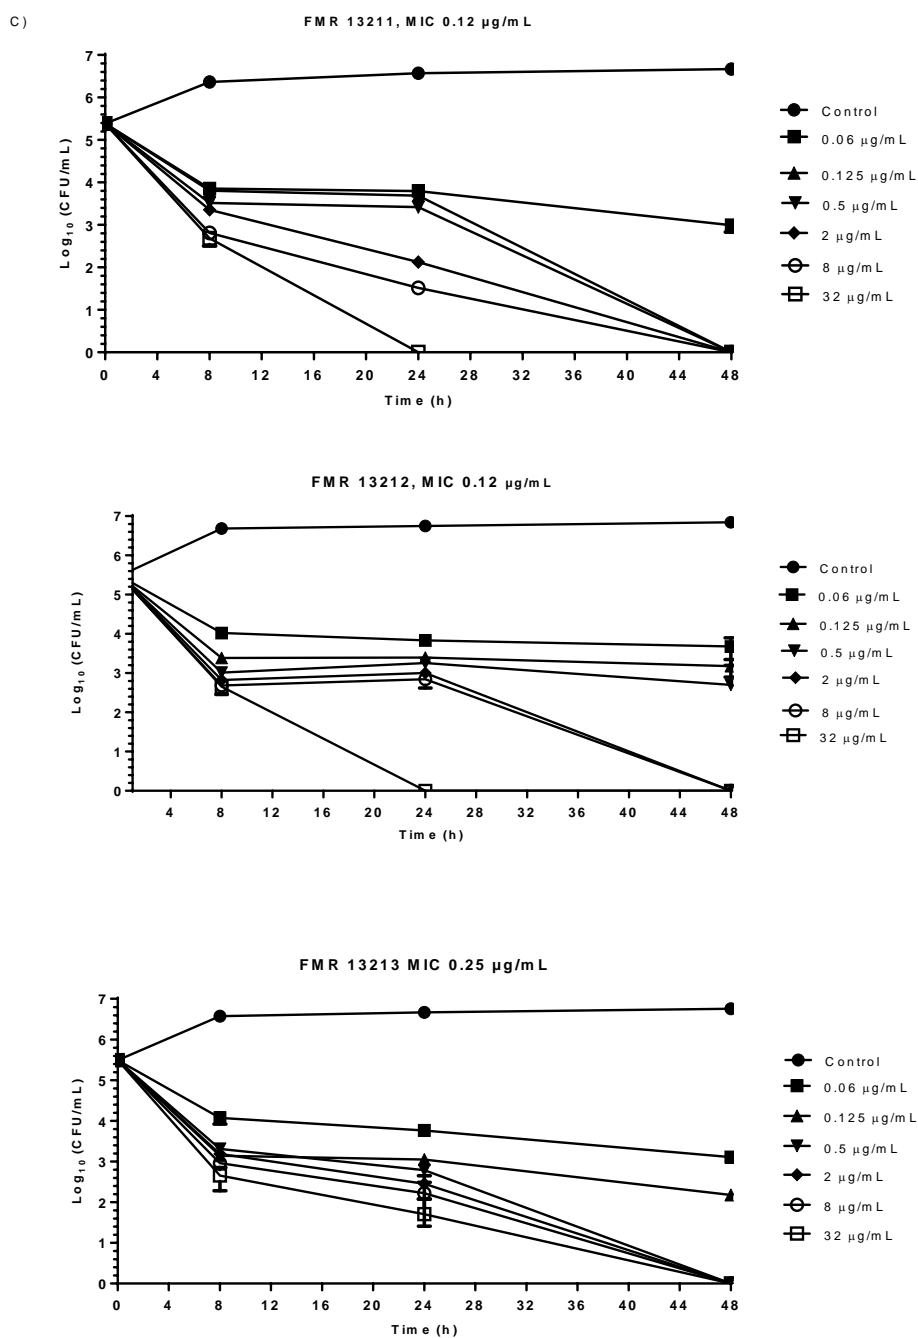 C)
FMR 13211, MIC 0.12 µg/mL
7
6
5
4
3
2
1
0
Log10 (CFU/mL)
0 4 8 12 16 20 24 28 32 36 40 44 48
Time (h)
Control
0.06 µg/mL
0.125 µg/mL
0.5 µg/mL
2 µg/mL
8 µg/mL
32 µg/mL
FMR 13212, MIC 0.12 µg/mL
7
6
5
4
3
2
1
0
Log10 (CFU/mL)
4 8 12 16 20 24 28 32 36 40 44 48
Time (h)
Control
0.06 µg/mL
0.125 µg/mL
0.5 µg/mL
2 µg/mL
8 µg/mL
32 µg/mL
FMR 13213 MIC 0.25 µg/mL
7
6
5
4
3
2
1
0
Log10 (CFU/mL)
0 4 8 12 16 20 24 28 32 36 40 44 48
Time (h)
Control
0.06 µg/mL
0.125 µg/mL
0.5 µg/mL
2 µg/mL
8 µg/mL
32 µg/mL